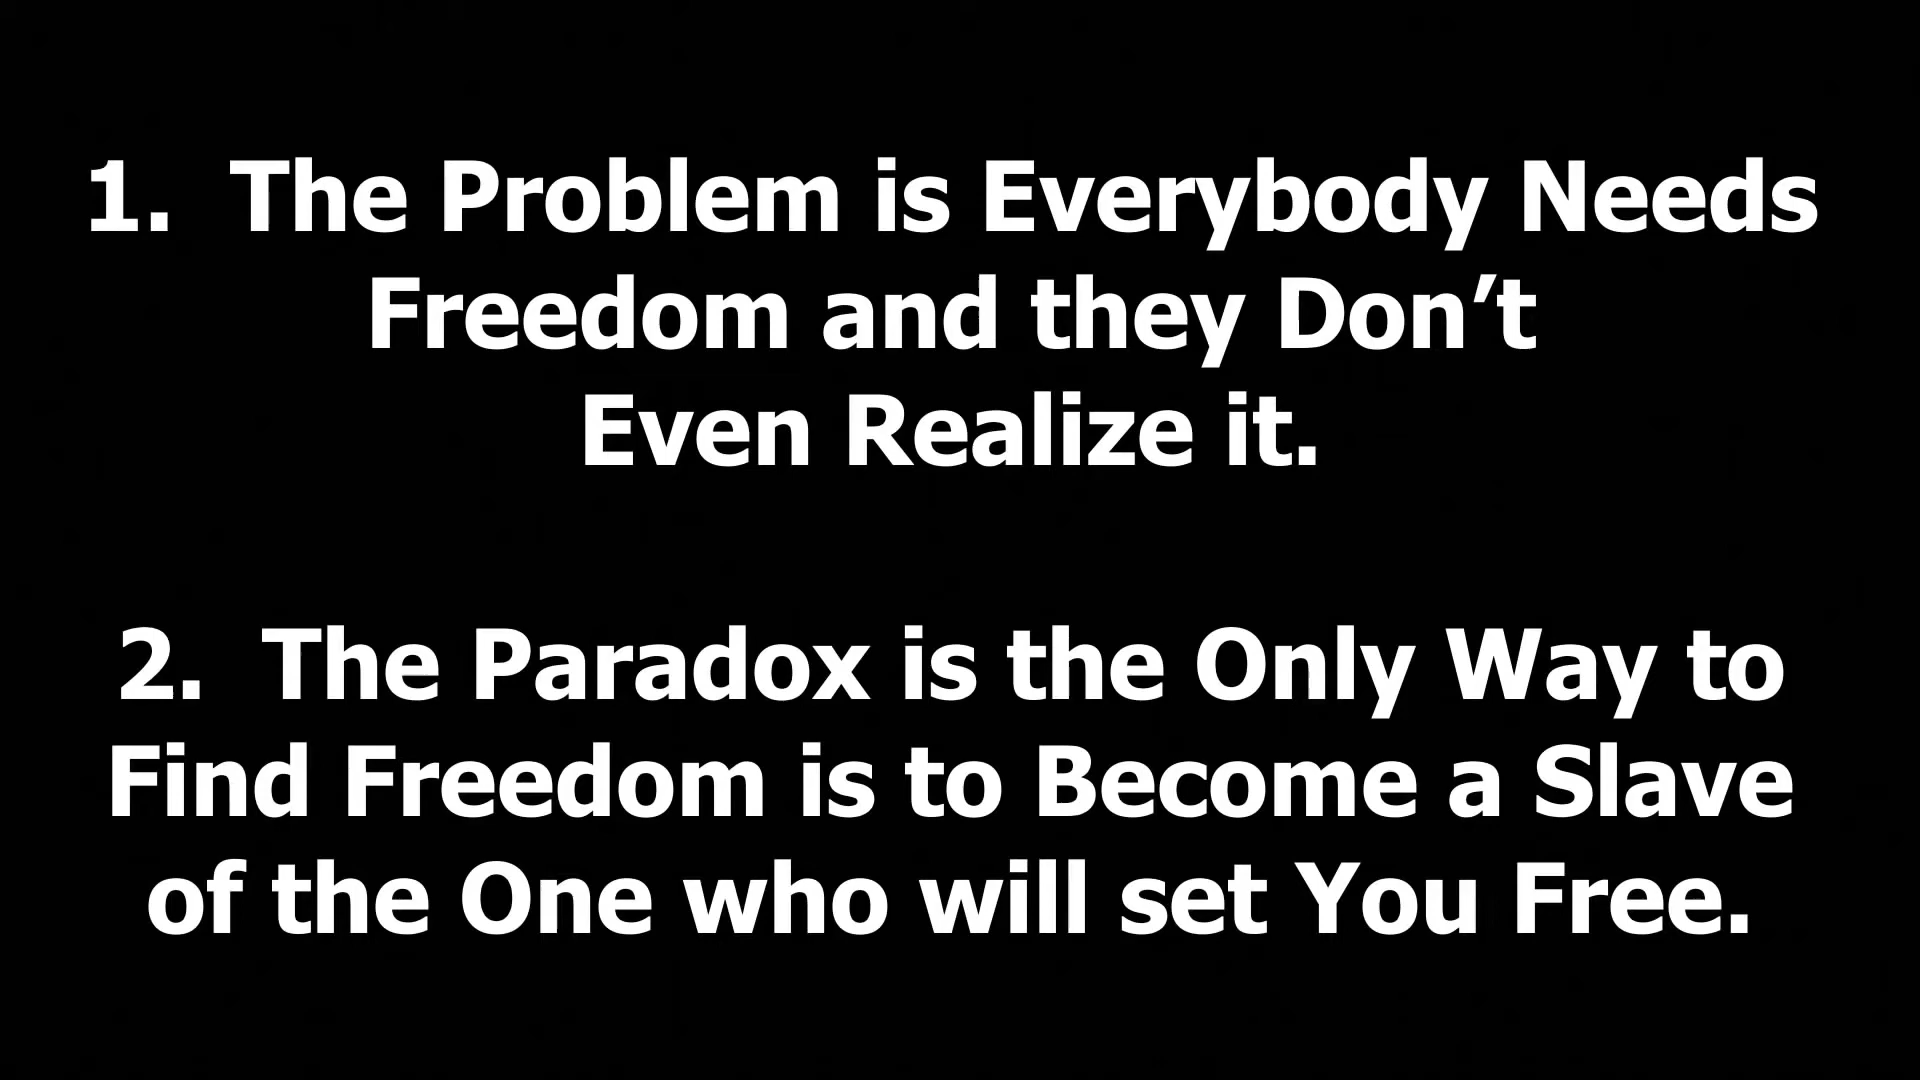 1. The Problem is Everybody Needs
Freedom and they Don’t
Even Realize it.
2. The Paradox is the Only Way to
Find Freedom is to Become a Slave
of the One who will set You Free.